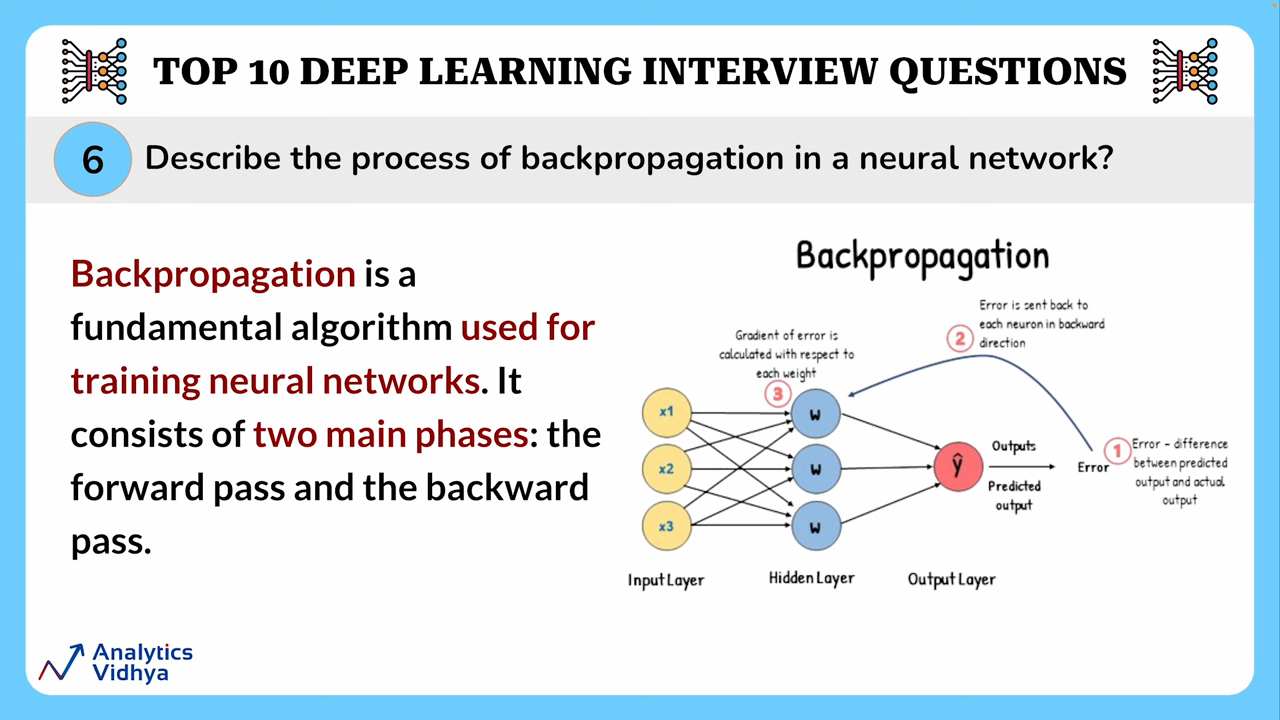 TOP 10 DEEP LEARNING INTERVIEW QUESTIONS
6
Describe the process of backpropagation in a neural network?
Backpropagation is a
fundamental algorithm used for
training neural networks. It
consists of two main phases: the
forward pass and the backward
pass.
Backpropagation
Error is sent back to
each neuron in backward
direction
2
Gradient of error is
calculated with respect to
each weight
3
x1
x2
x3
w
w
w
ŷ
Outputs
Predicted
output
Error
1
Error - difference
between predicted
output and actual
output
Input Layer
Hidden Layer
Output Layer
Analytics
Vidhya